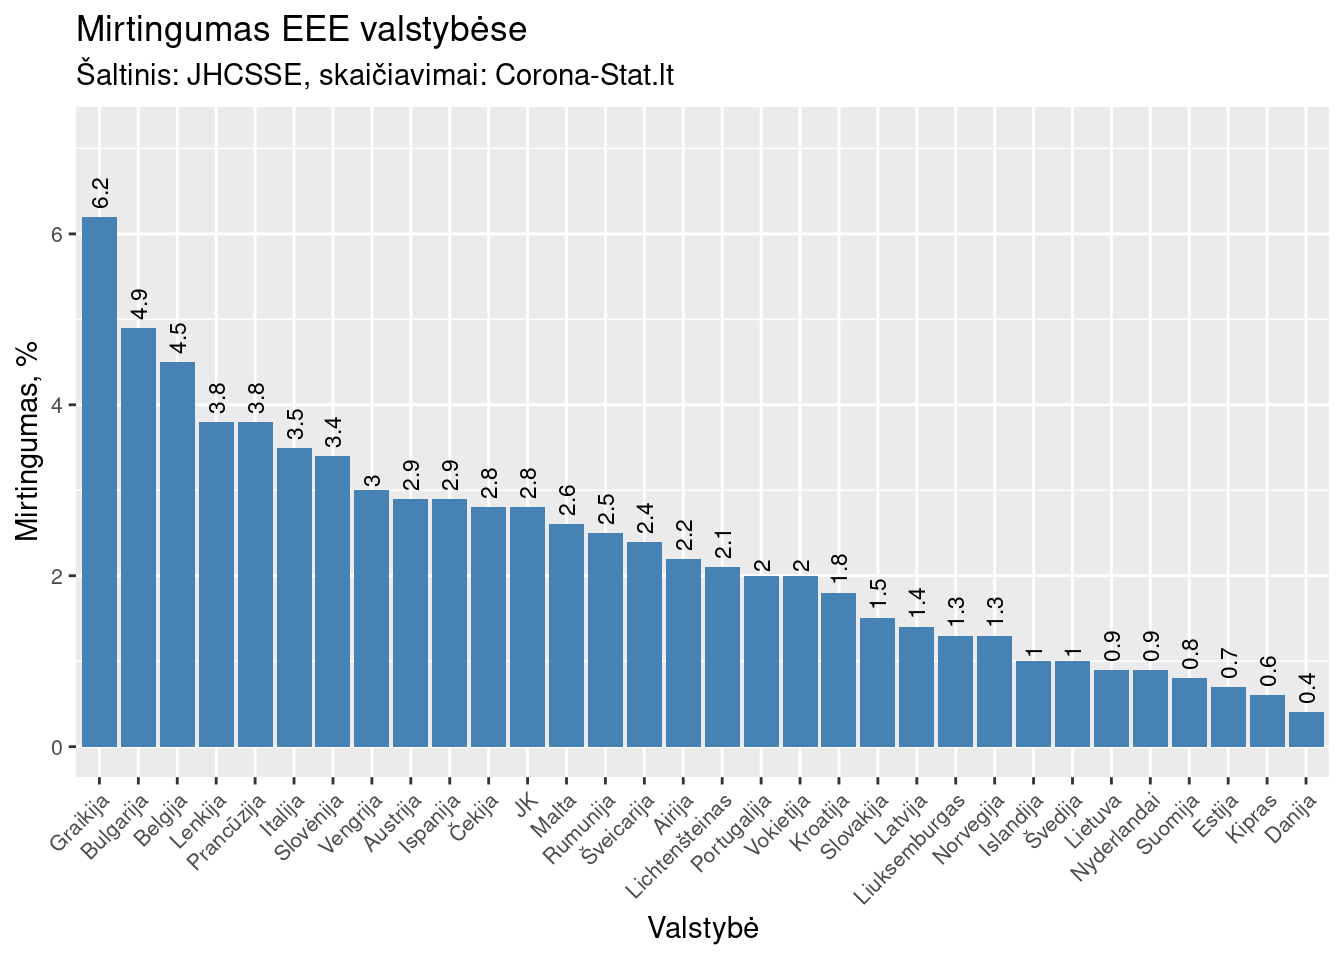 Mirtingumas EEE valstybėse
Šaltinis: JHCSSE, skaičiavimai: Corona-Stat.lt
Mirtingumas, %
6
4
2
0
6.2
4.9
4.5
3.8
3.8
3.5
3.4
3
2.9
2.9
2.8
2.8
2.6
2.5
2.4
2.2
2.1
2
2
1.8
1.5
1.4
1.3
1.3
1
1
0.9
0.9
0.8
0.7
0.6
0.4
Graikija
Bulgarija
Belgija
Lenkija
Prancūzija
Italija
Slovėnija
Vengrija
Austrija
Ispanija
Čekija
JK
Malta
Rumunija
Šveicarija
Airija
Lichtenšteinas
Portugalija
Vokietija
Kroatija
Slovakija
Latvija
Liuksemburgas
Norvegija
Islandija
Švedija
Lietuva
Nyderlandai
Suomija
Estija
Kipras
Danija
Valstybė